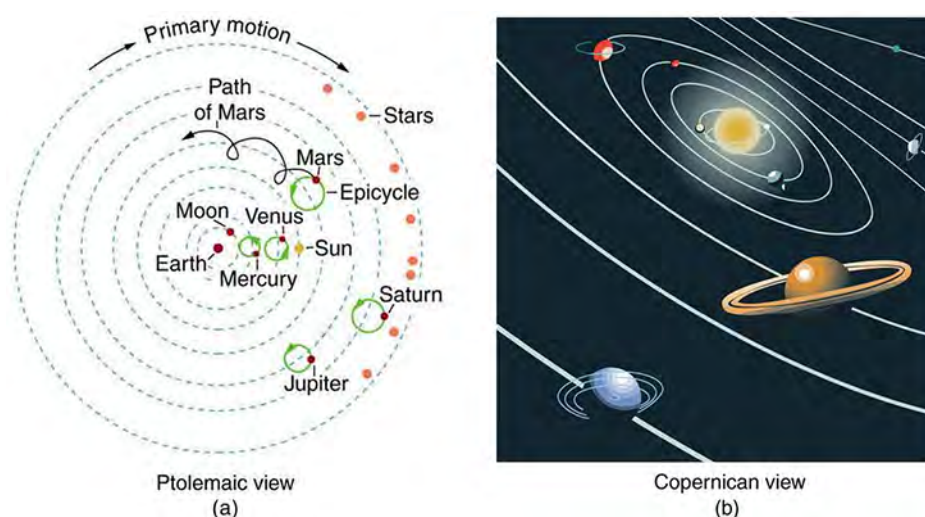 Primary motion
Path
of Mars
Stars
Mars
Epicycle
Moon
Venus
Sun
Earth
Mercury
Saturn
Jupiter
Ptolemaic view
(a)
Copernican view
(b)